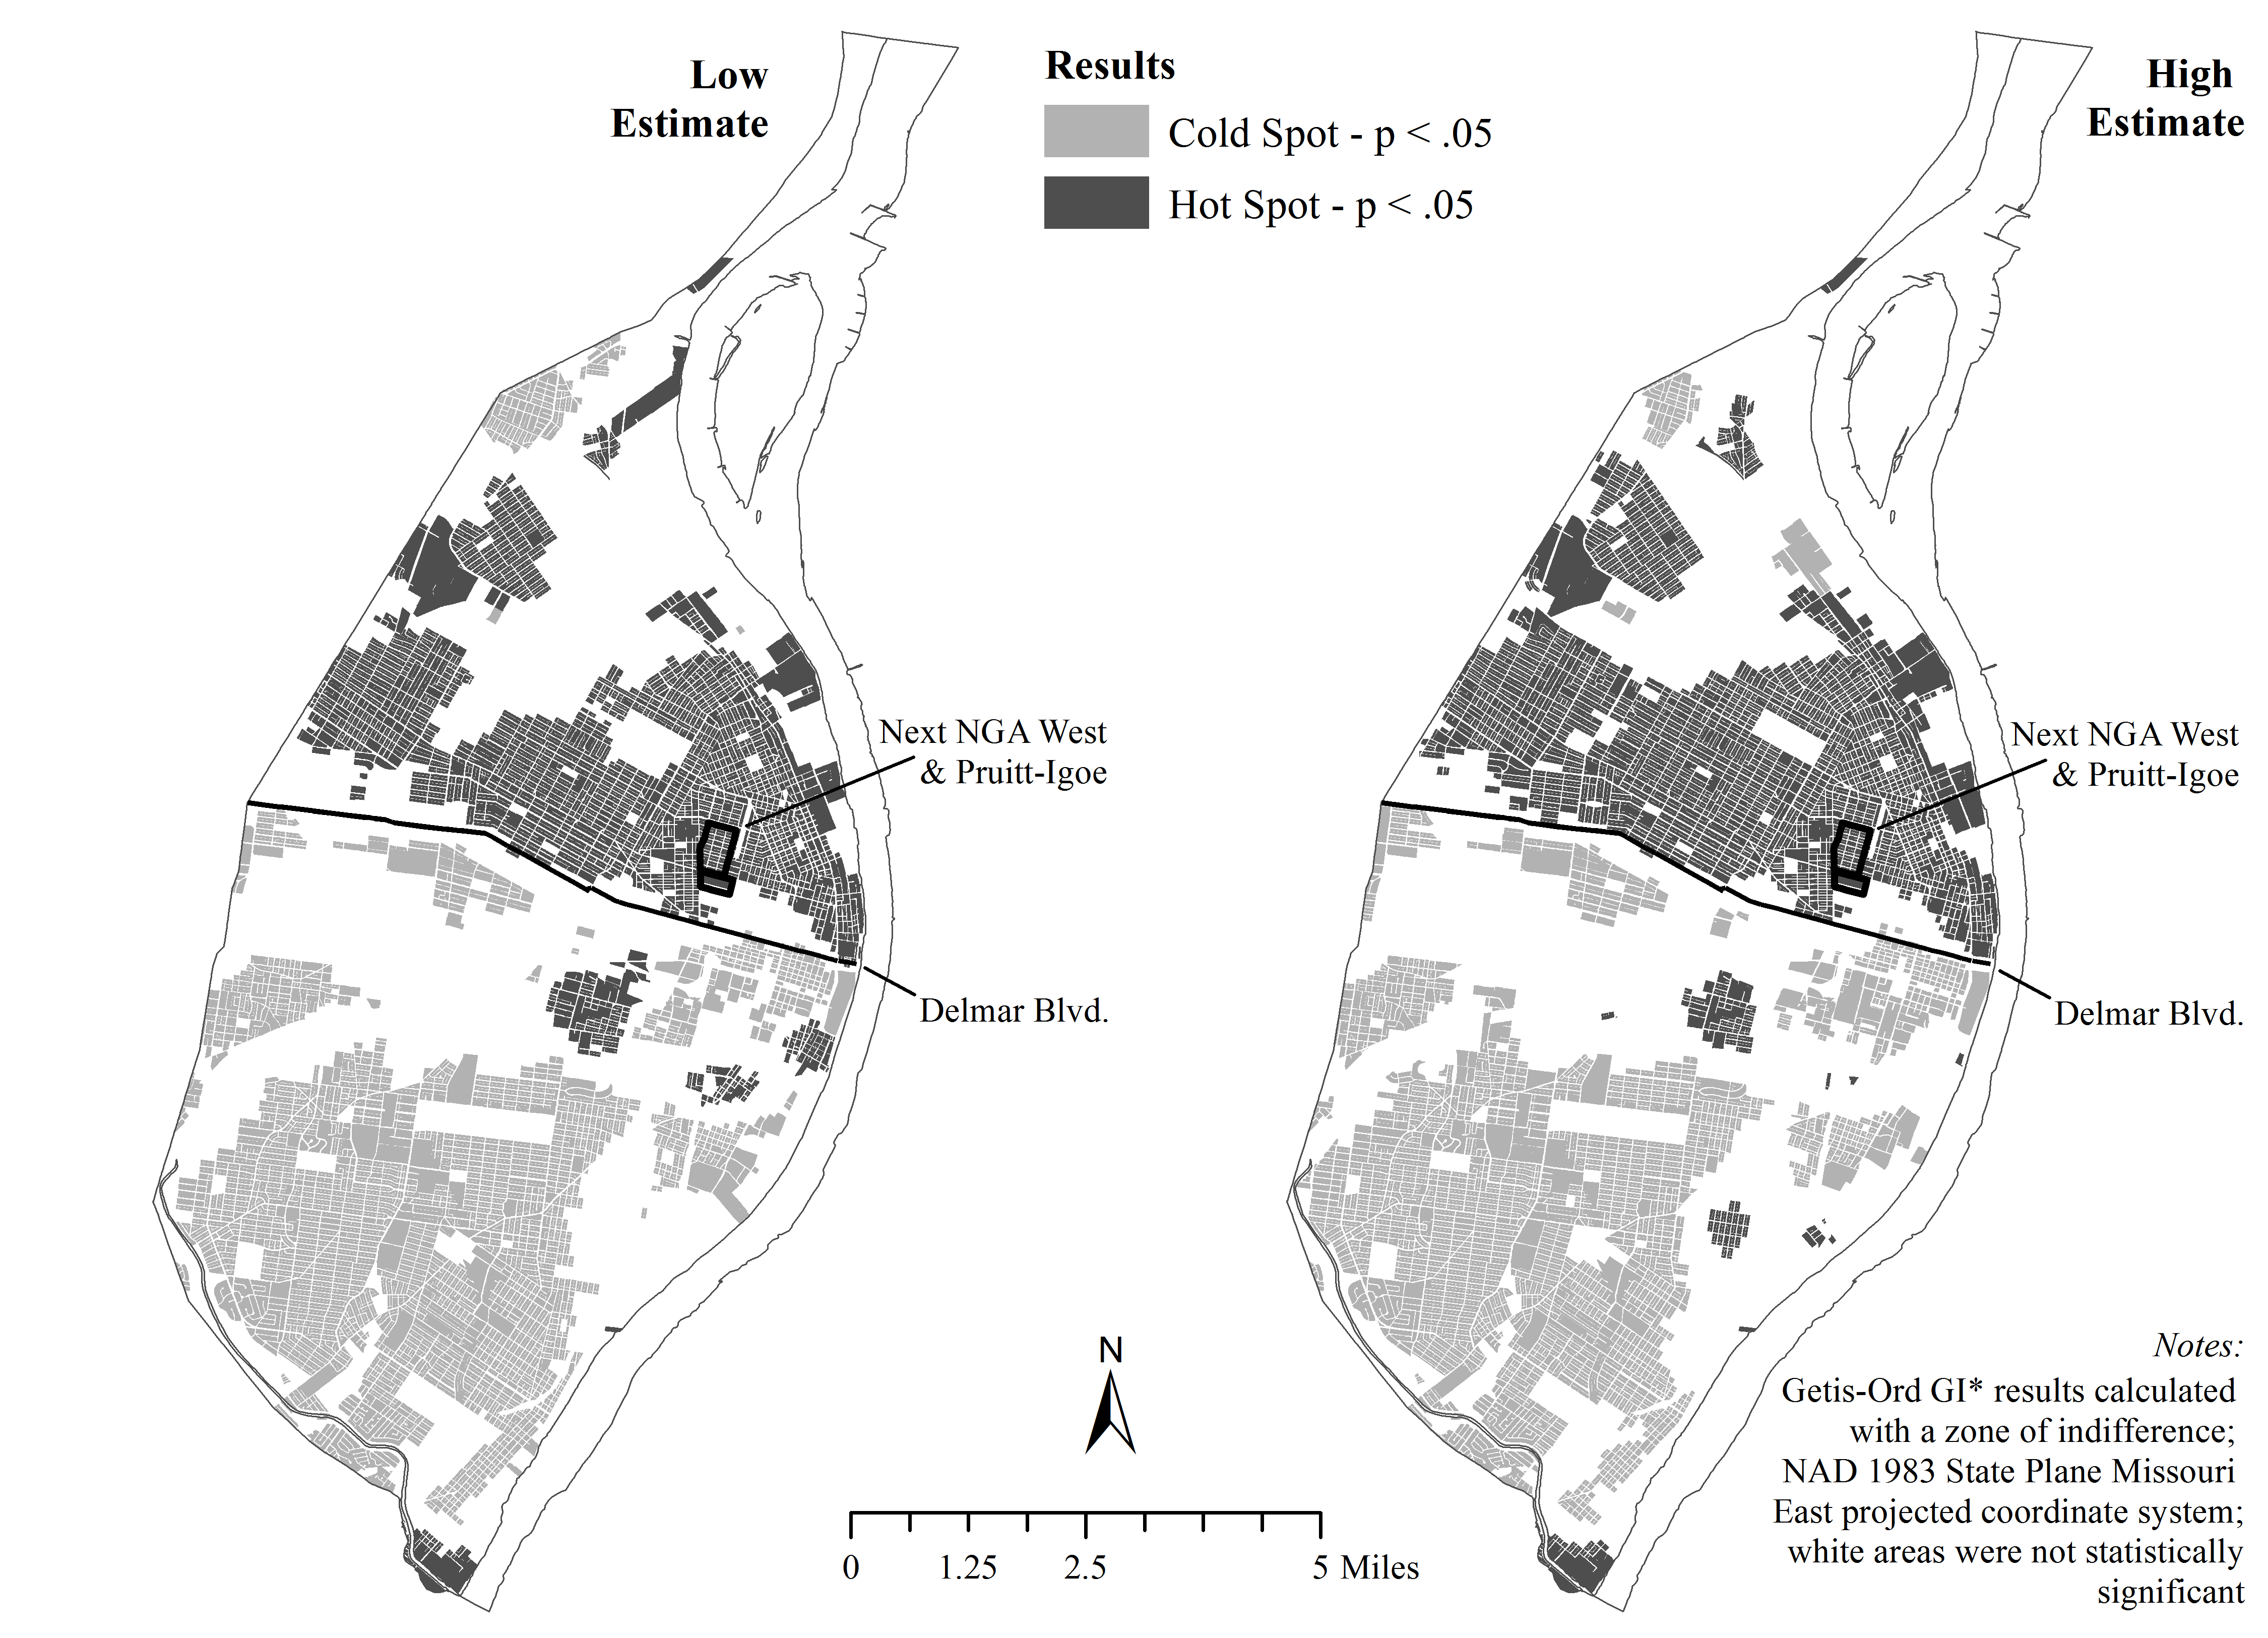 Low
Estimate
Results
Cold Spot - p < .05
Hot Spot - p < .05
High
Estimate
Next NGA West
& Pruitt-Igoe
Delmar Blvd.
Next NGA West
& Pruitt-Igoe
Delmar Blvd.
N
0 1.25 2.5 5 Miles
Notes:
Getis-Ord GI* results calculated
with a zone of indifference;
NAD 1983 State Plane Missouri
East projected coordinate system;
white areas were not statistically
significant